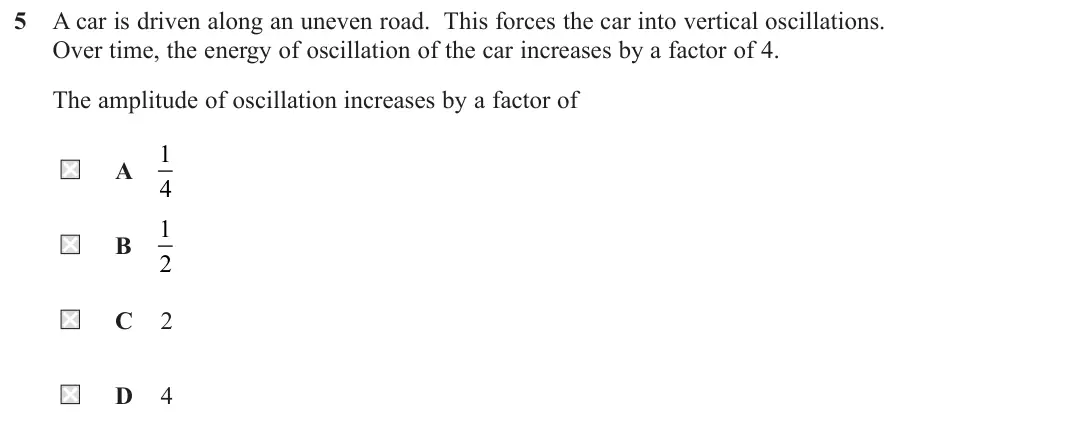 5 A car is driven along an uneven road. This forces the car into vertical oscillations.
Over time, the energy of oscillation of the car increases by a factor of 4.
The amplitude of oscillation increases by a factor of
A 1/4
B 1/2
C 2
D 4